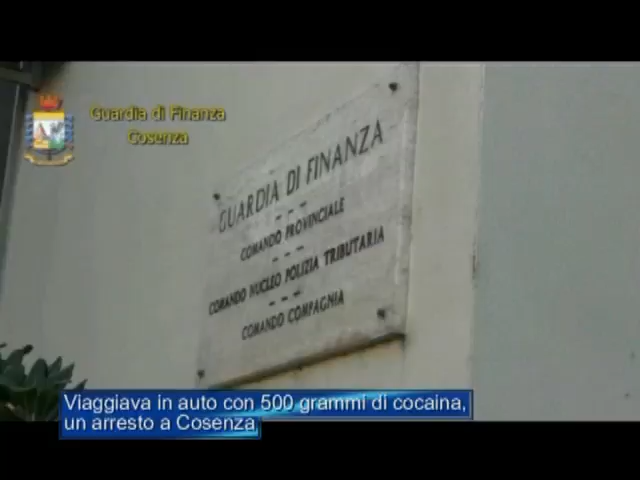 Guardia di Finanza
Cosenza
GUARDIA DI FINANZA
COMANDO PROVINCIALE
COMANDO NUCLEO POLIZIA TRIBUTARIA
COMANDO COMPAGNIA
Viaggiava in auto con 500 grammi di cocaina,
un arresto a Cosenza